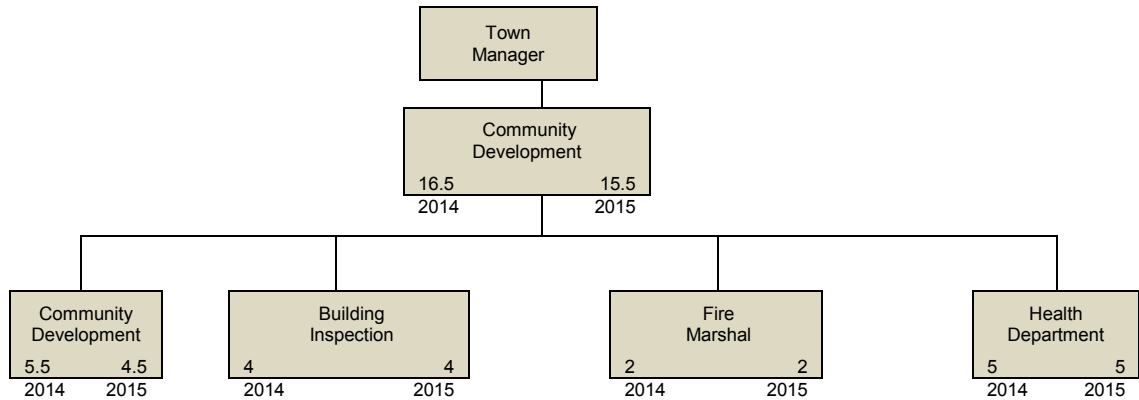 Town
Manager
Community
Development
16.5 15.5
2014 2015
Community
Development
5.5 4.5
2014 2015
Building
Inspection
4 4
2014 2015
Fire
Marshal
2 2
2014 2015
Health
Department
5 5
2014 2015